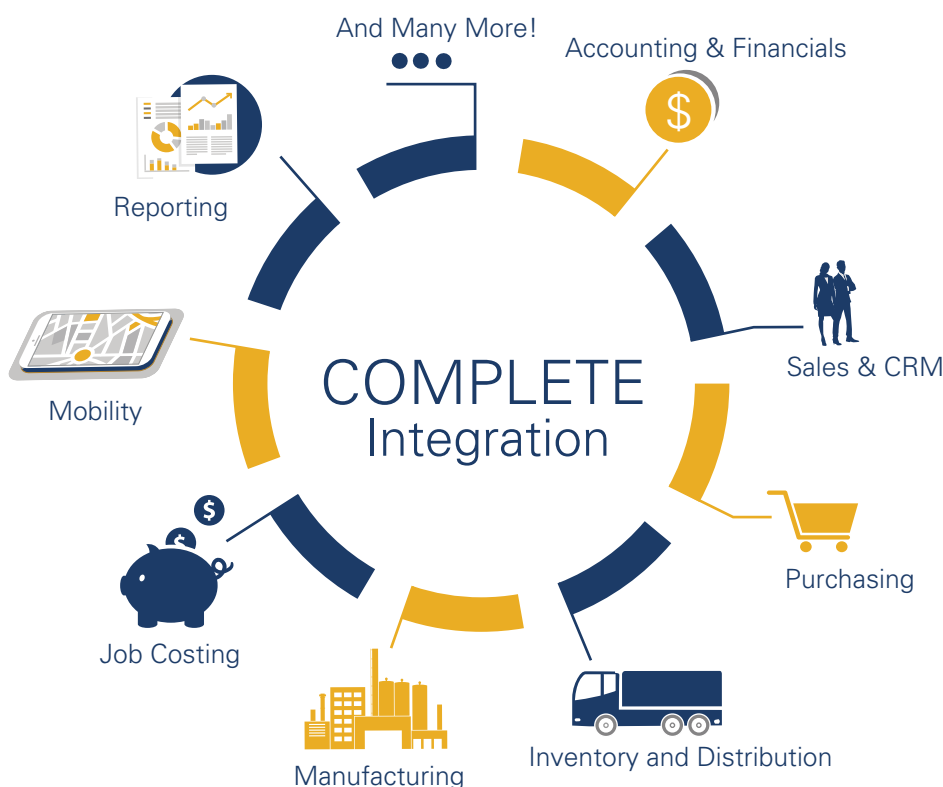 And Many More!
Accounting & Financials
$
Reporting
Sales & CRM
COMPLETE
Integration
Mobility
$
$
Purchasing
Job Costing
Inventory and Distribution
Manufacturing